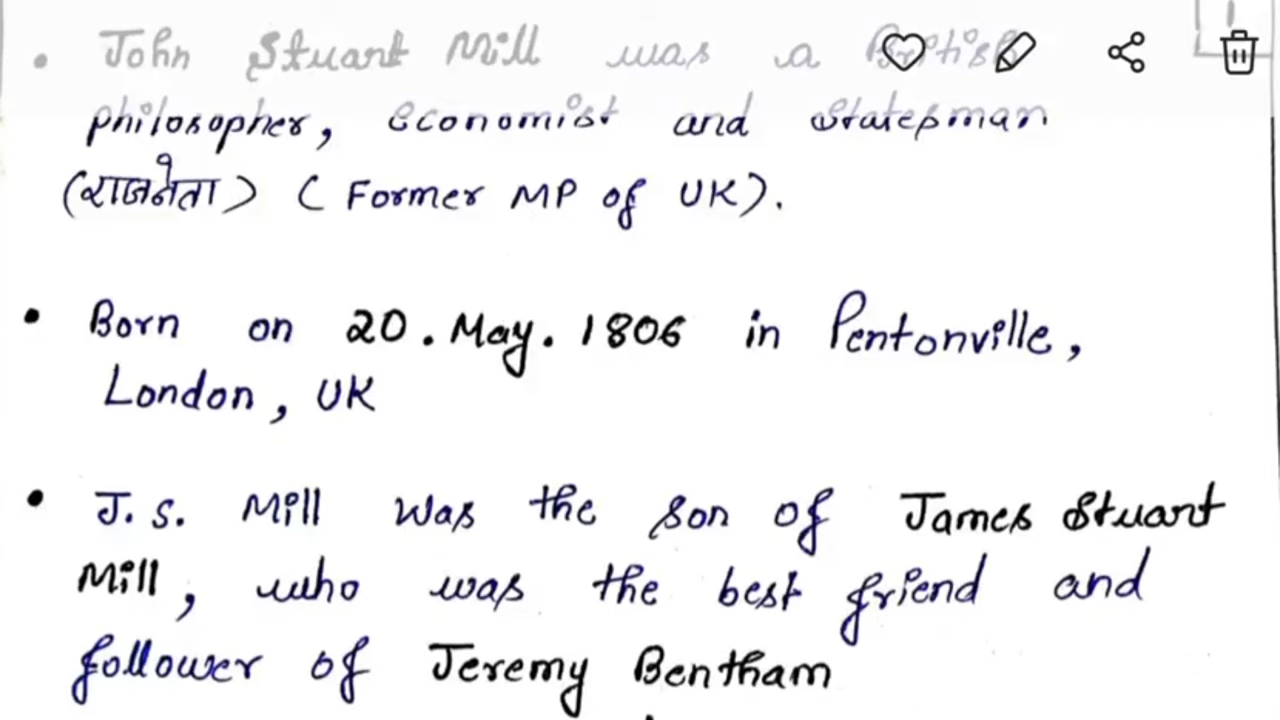 • John Stuart Mill was a British
philosopher, economist and statesman
(राजनेता) (Former MP of UK).
• Born on 20.May.1806 in Pentonville,
London, UK
• J.S. Mill was the son of James Stuart
Mill, who was the best friend and
follower of Jeremy Bentham